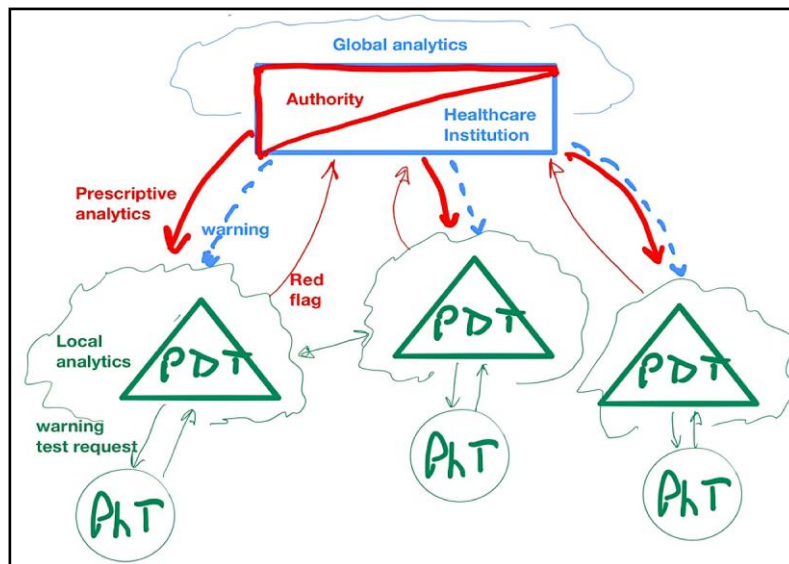 Global analytics
Authority
Healthcare
Institution
Prescriptive
analytics
warning
Red
flag
Local
analytics
PDT
PDT
PDT
warning
test request
PhT
PhT
PhT